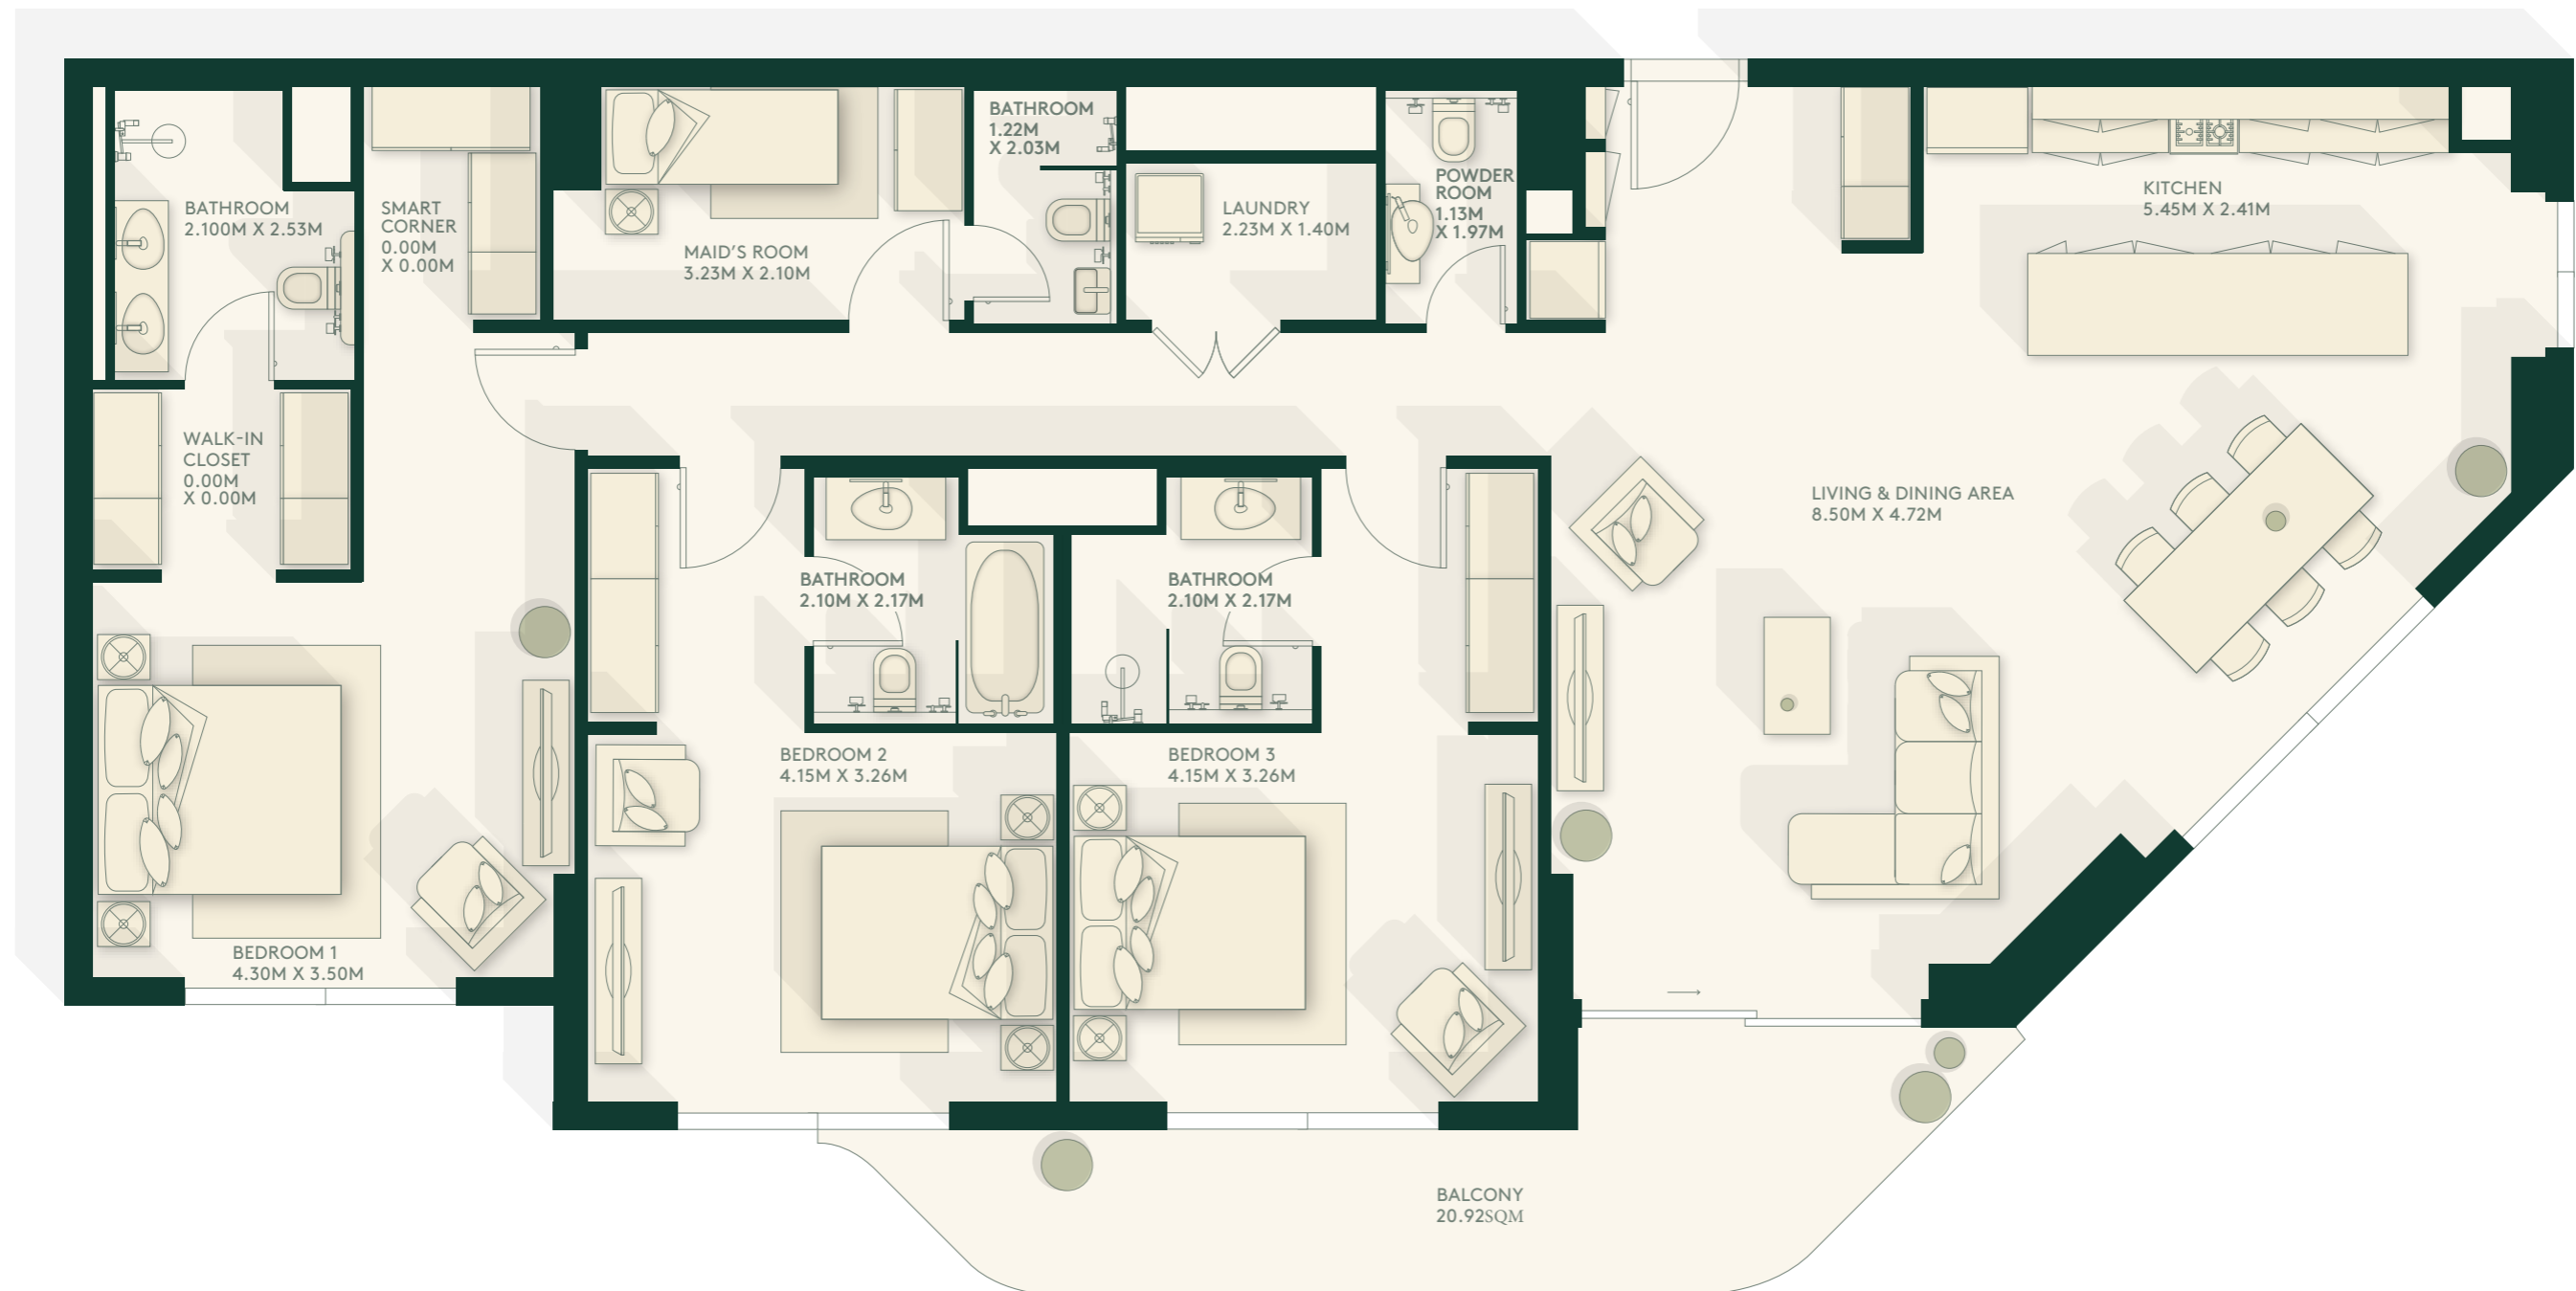 BATHROOM
1.22M
X 2.03M
POWDER
ROOM
1.13M
X 1.97M
KITCHEN
5.45M X 2.41M
BATHROOM
2.100M X 2.53M
SMART
CORNER
0.00M
X 0.00M
LAUNDRY
2.23M X 1.40M
MAID'S ROOM
3.23M X 2.10M
WALK-IN
CLOSET
0.00M
X 0.00M
LIVING & DINING AREA
8.50M X 4.72M
BATHROOM
2.10M X 2.17M
BATHROOM
2.10M X 2.17M
BEDROOM 2
4.15M X 3.26M
BEDROOM 3
4.15M X 3.26M
BEDROOM 1
4.30M X 3.50M
BALCONY
20.92SQM